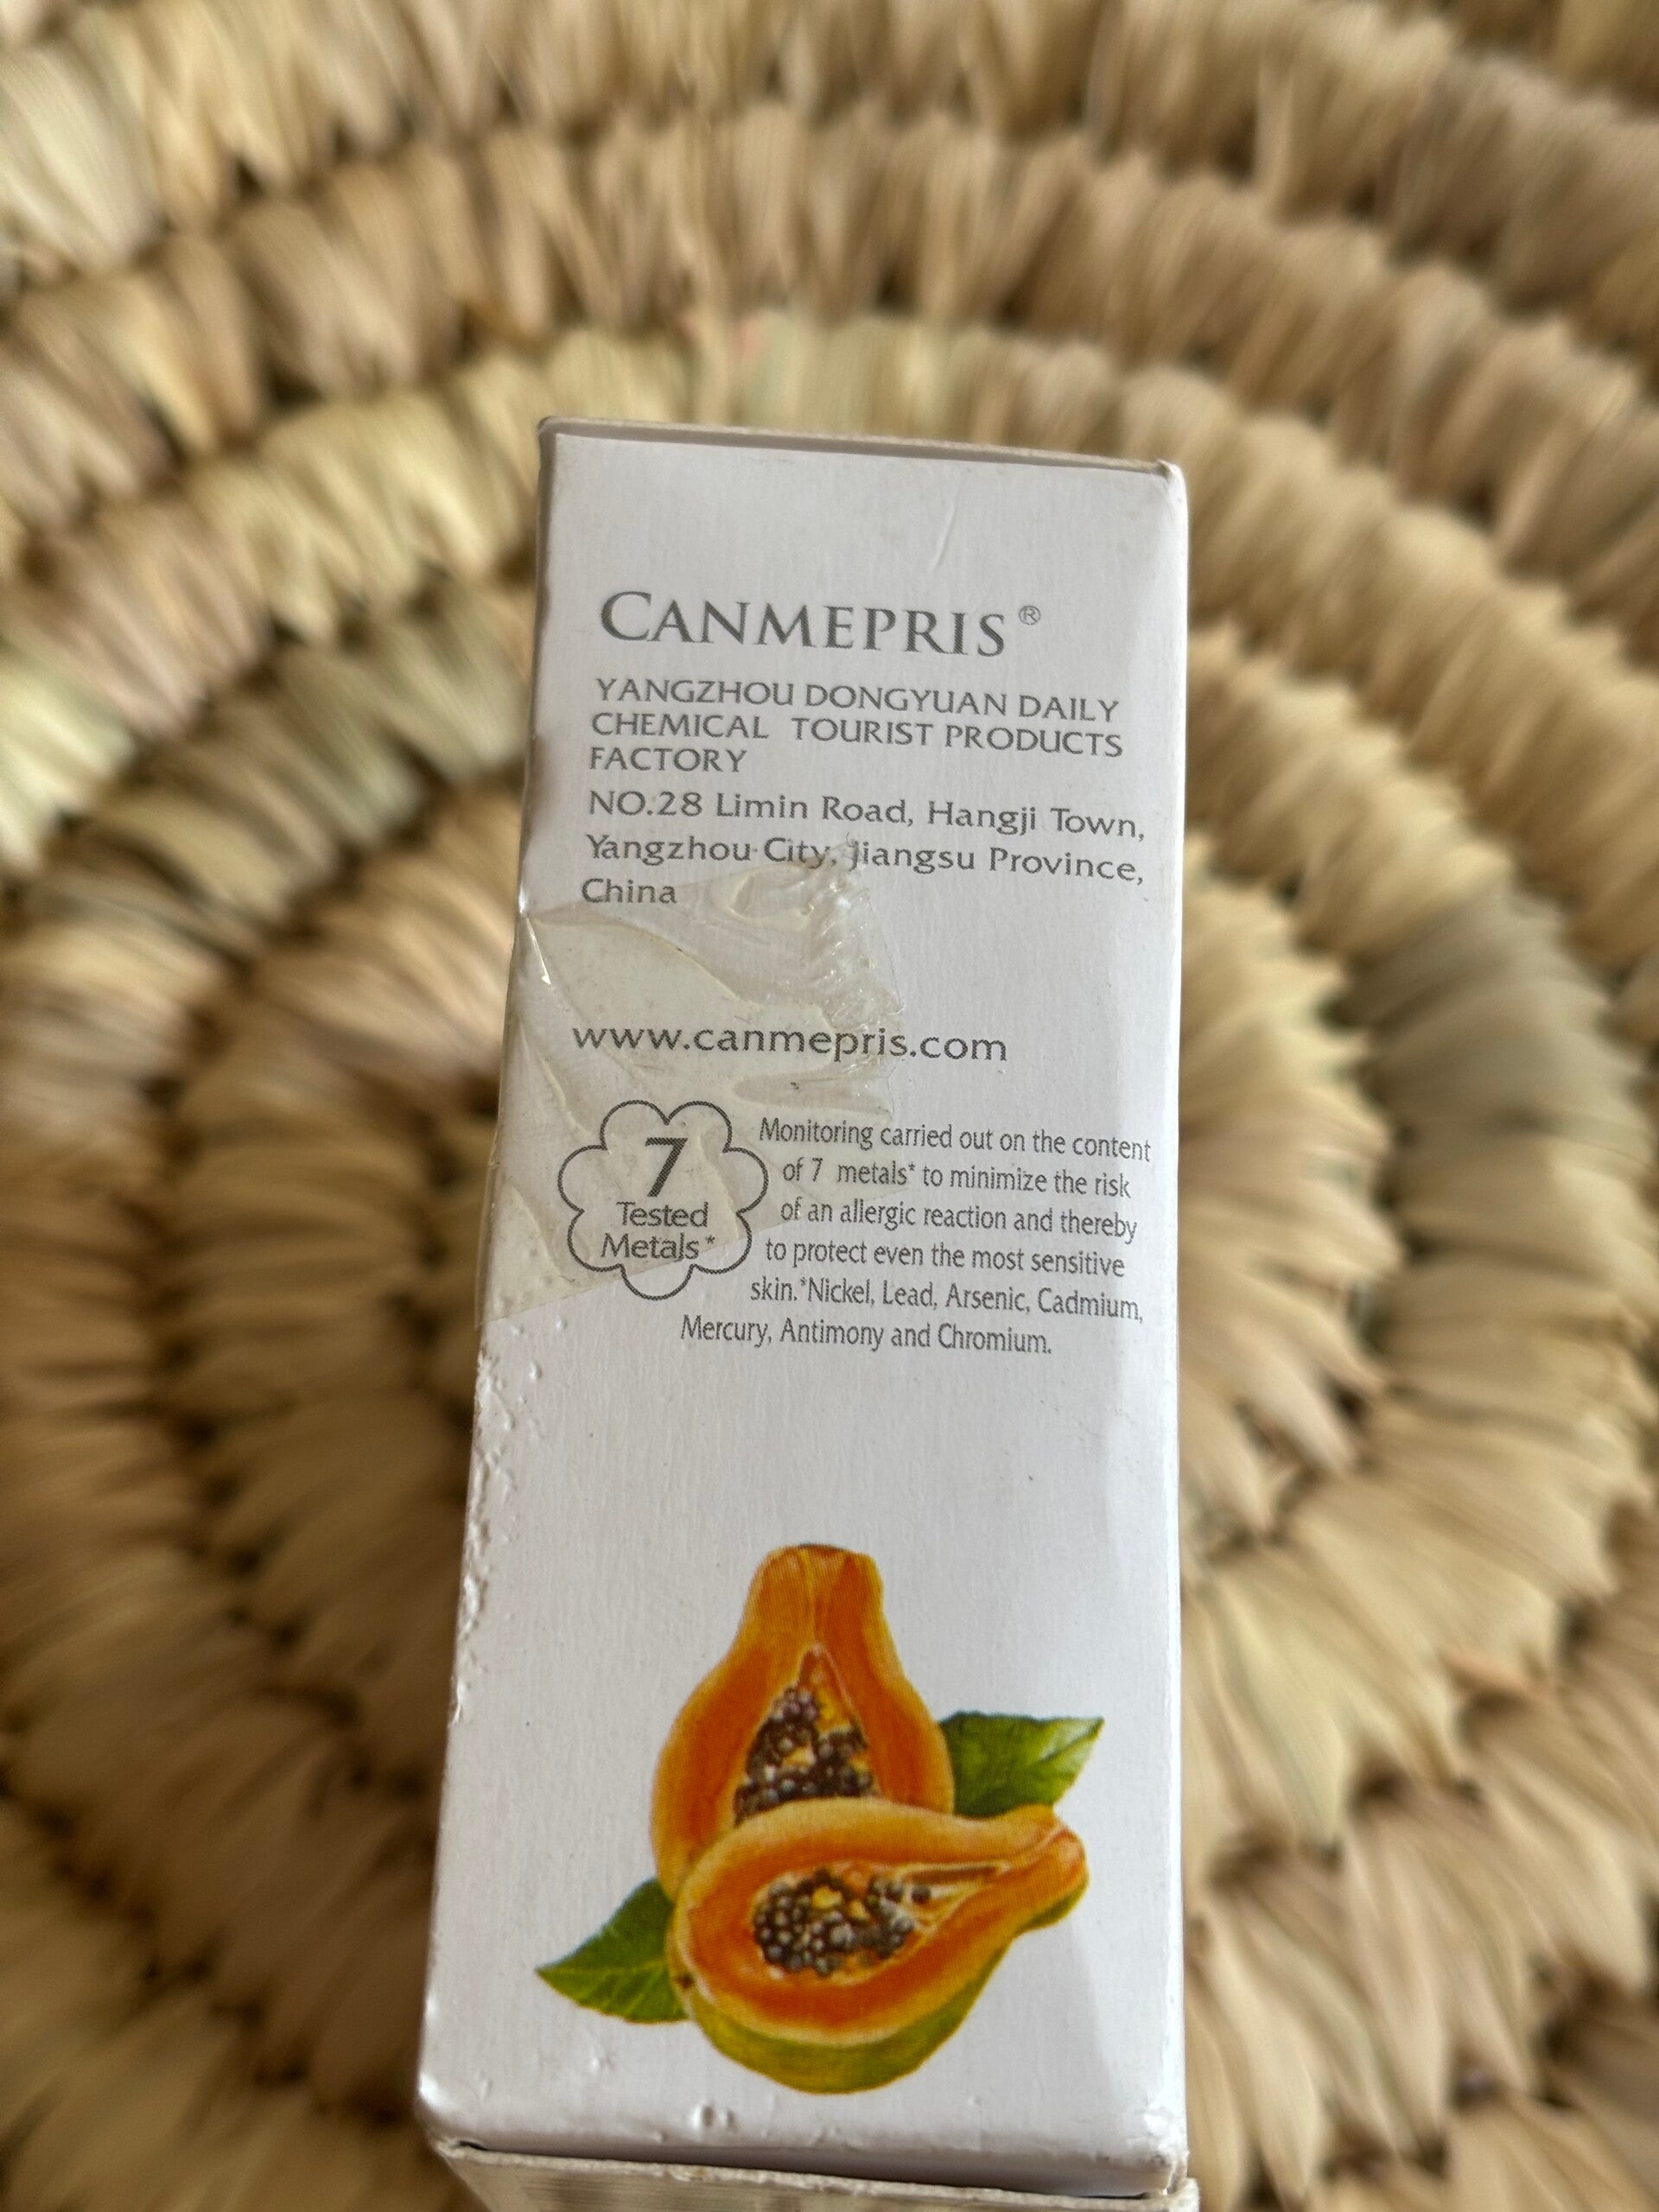 CANMEPRIS®
YANGZHOU DONGYUAN DAILY
CHEMICAL TOURIST PRODUCTS
FACTORY
NO.28 Limin Road, Hangji Town,
Yangzhou City, Jiangsu Province,
China
www.canmepris.com
7
Tested
Metals*
Monitoring carried out on the content
of 7 metals* to minimize the risk
of an allergic reaction and thereby
to protect even the most sensitive
skin.*Nickel, Lead, Arsenic, Cadmium,
Mercury, Antimony and Chromium.